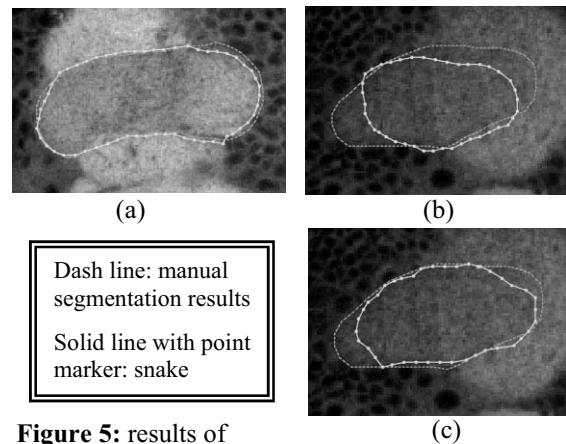 (a)
(b)
Dash line: manual
segmentation results
Solid line with point
marker: snake
(c)
Figure 5: results of